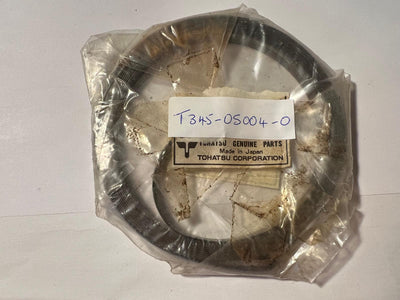 T345-05004-0
TOHATSU GENUINE PARTS
Made in Japan
TOHATSU CORPORATION